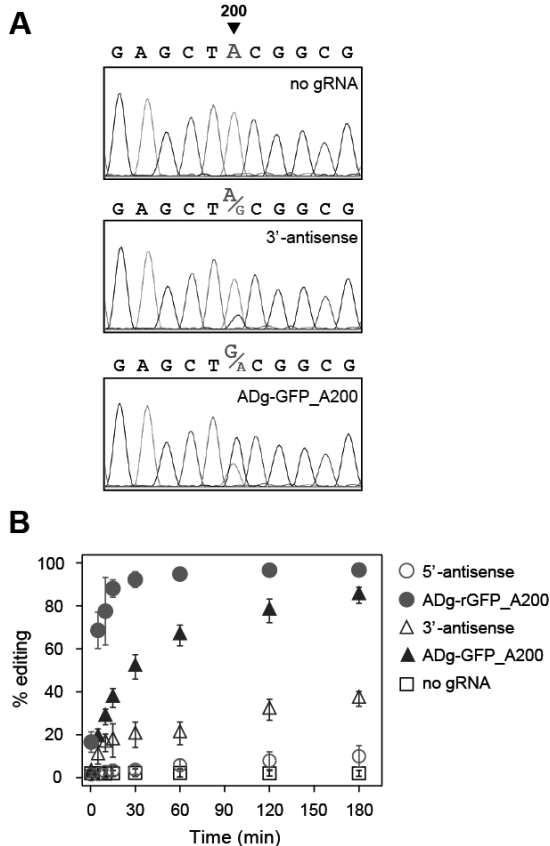 A
200
G A G C T A C G G C G
no gRNA
G A G C T A/G C G G C G
3'-antisense
G A G C T G/A C G G C G
ADg-GFP_A200
B
% editing
100
80
60
40
20
0
0 30 60 90 120 150 180
Time (min)
5'-antisense
ADg-rGFP_A200
3'-antisense
ADg-GFP_A200
no gRNA